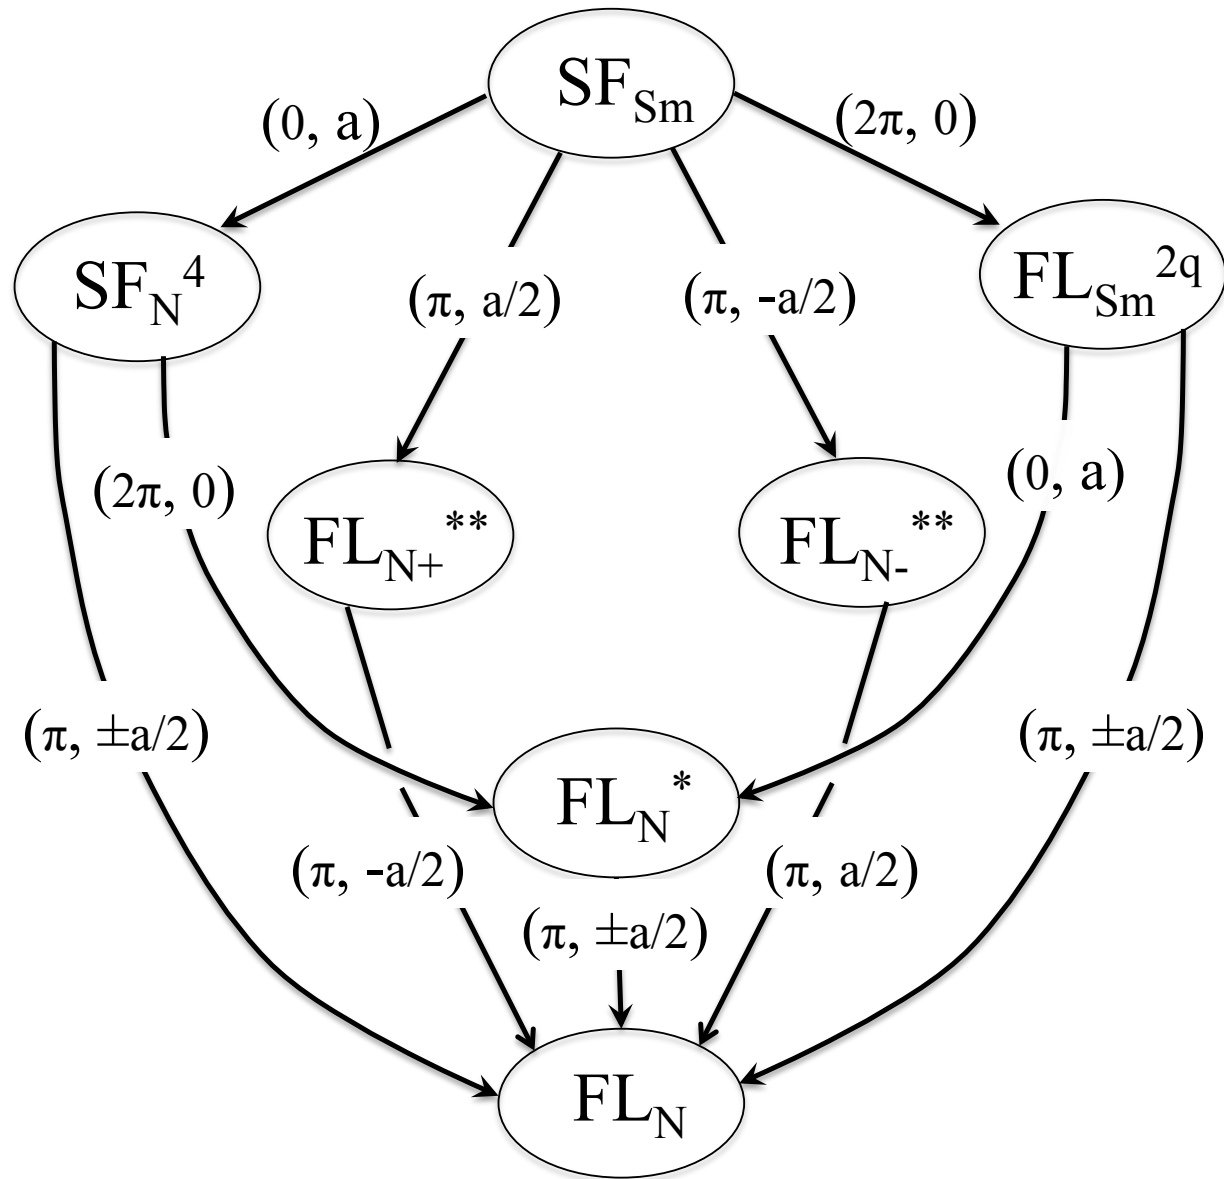 SF_Sm
(0, a)
(2π, 0)
SF_N^4
(π, a/2)
(π, -a/2)
FL_Sm^2q
(2π, 0)
(0, a)
FL_N+^**
FL_N-^**
(π, ±a/2)
(π, ±a/2)
FL_N^*
(π, -a/2)
(π, a/2)
(π, ±a/2)
FL_N